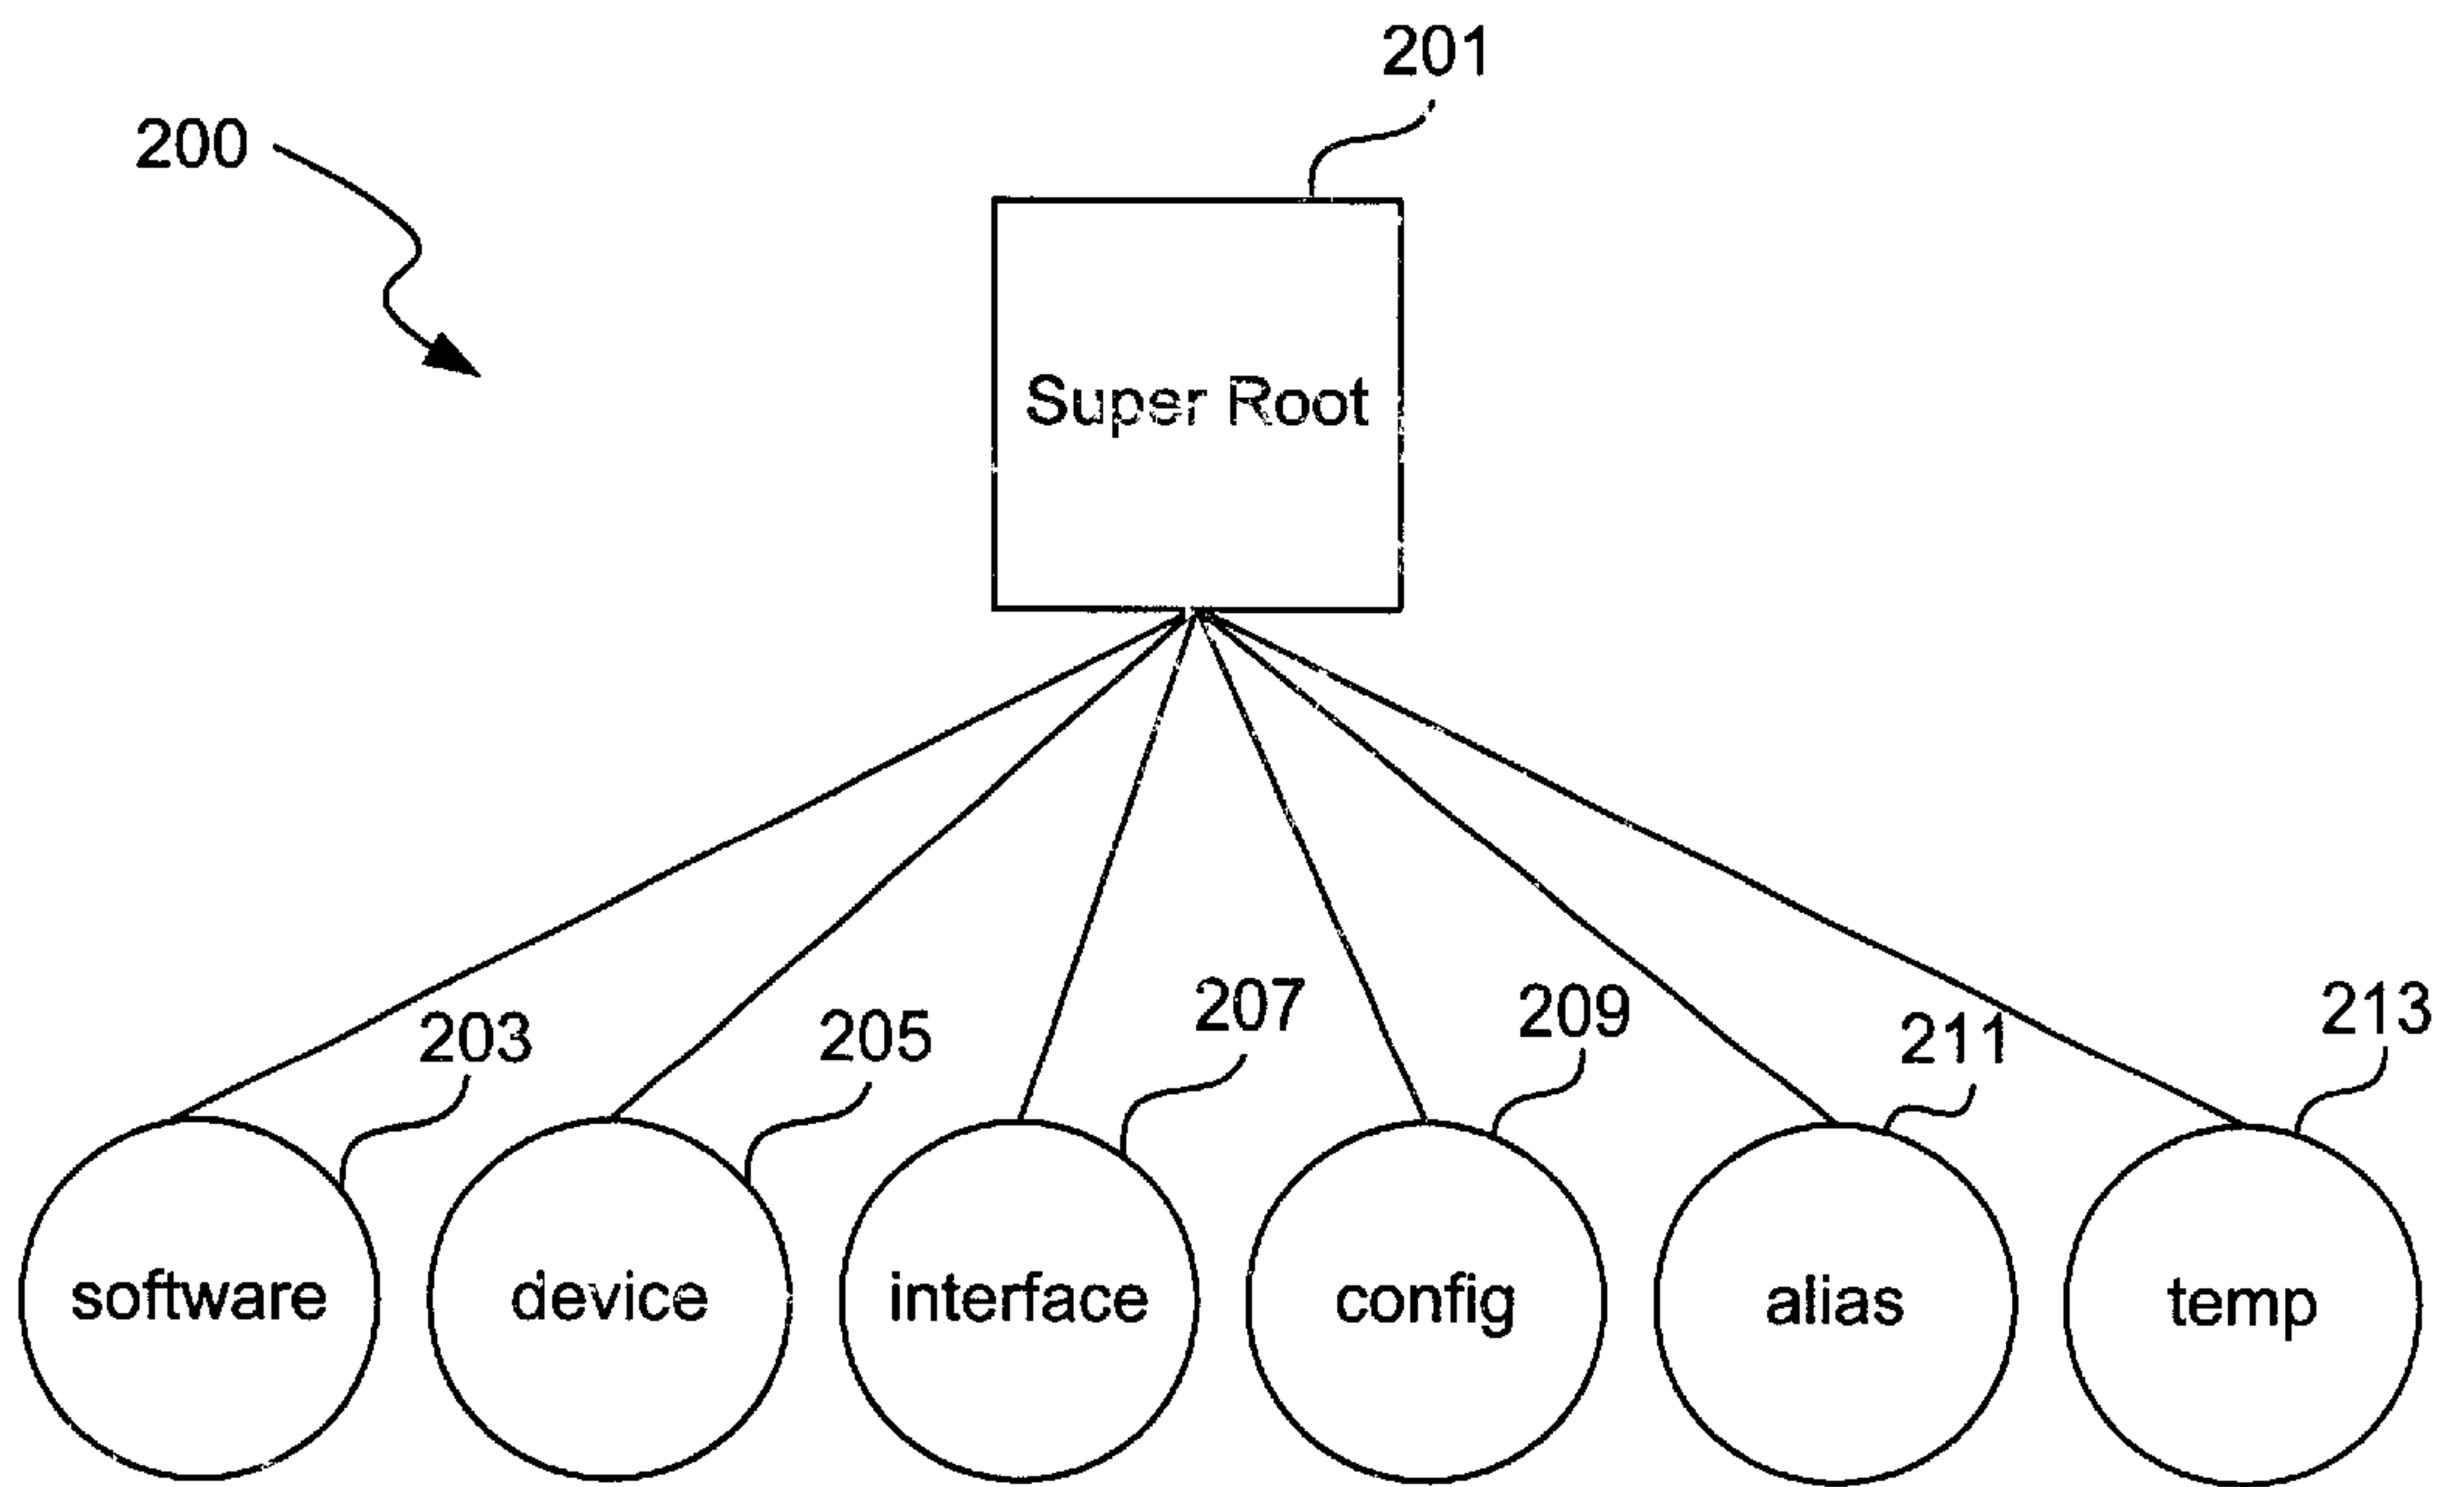 201
200
Super Root
207
209
213
203
205
211
software
device
interface
config
alias
temp